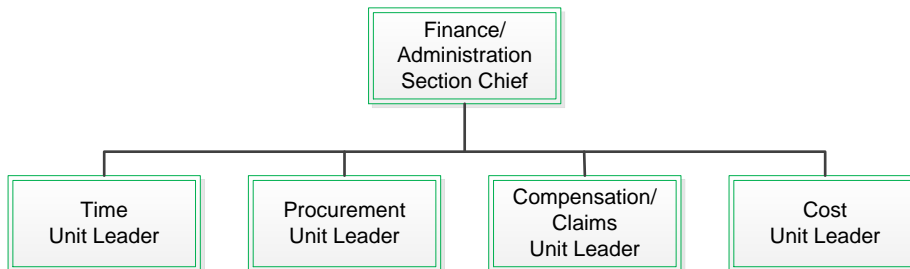 Finance/
Administration
Section Chief
Time
Unit Leader
Procurement
Unit Leader
Compensation/
Claims
Unit Leader
Cost
Unit Leader